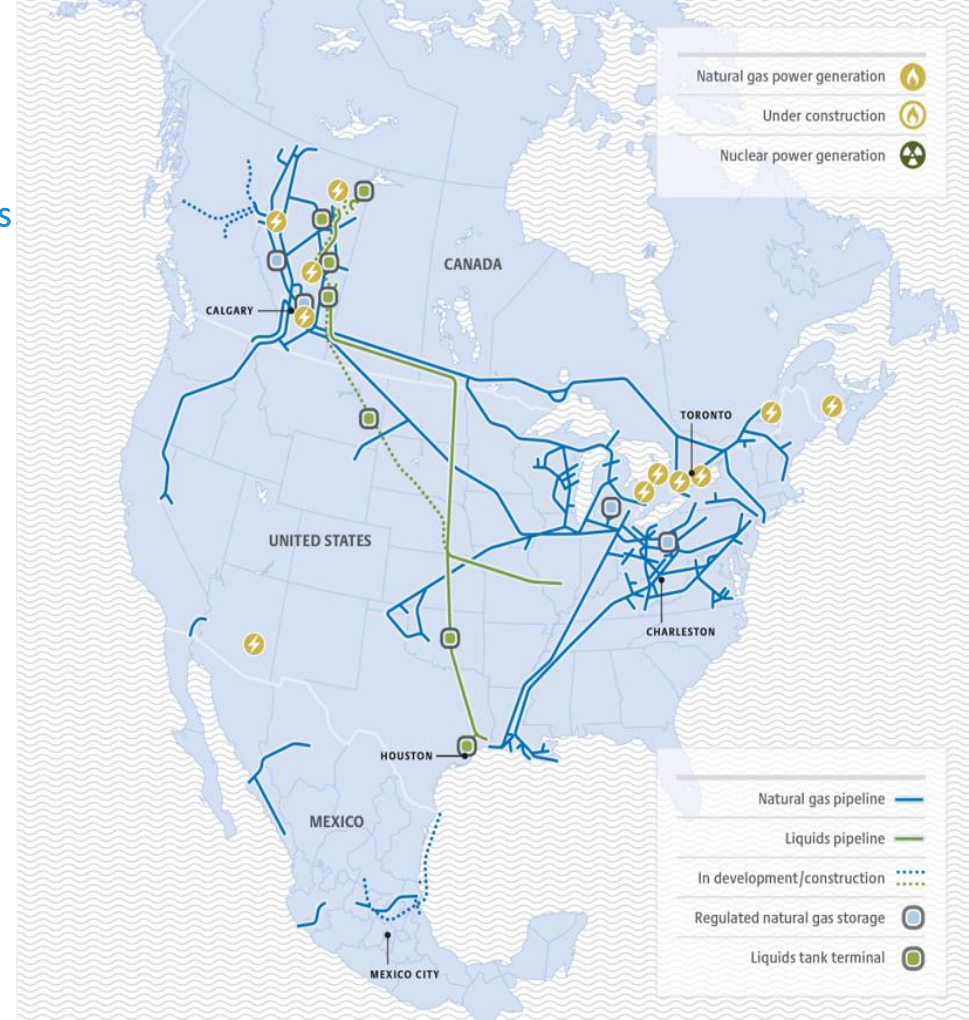 Natural gas power generation
Under construction
Nuclear power generation
s
CANADA
CALGARY
TORONTO
UNITED STATES
CHARLESTON
HOUSTON
Natural gas pipeline
MEXICO
Liquids pipeline
In development/construction
Regulated natural gas storage
Liquids tank terminal
MEXICO CITY